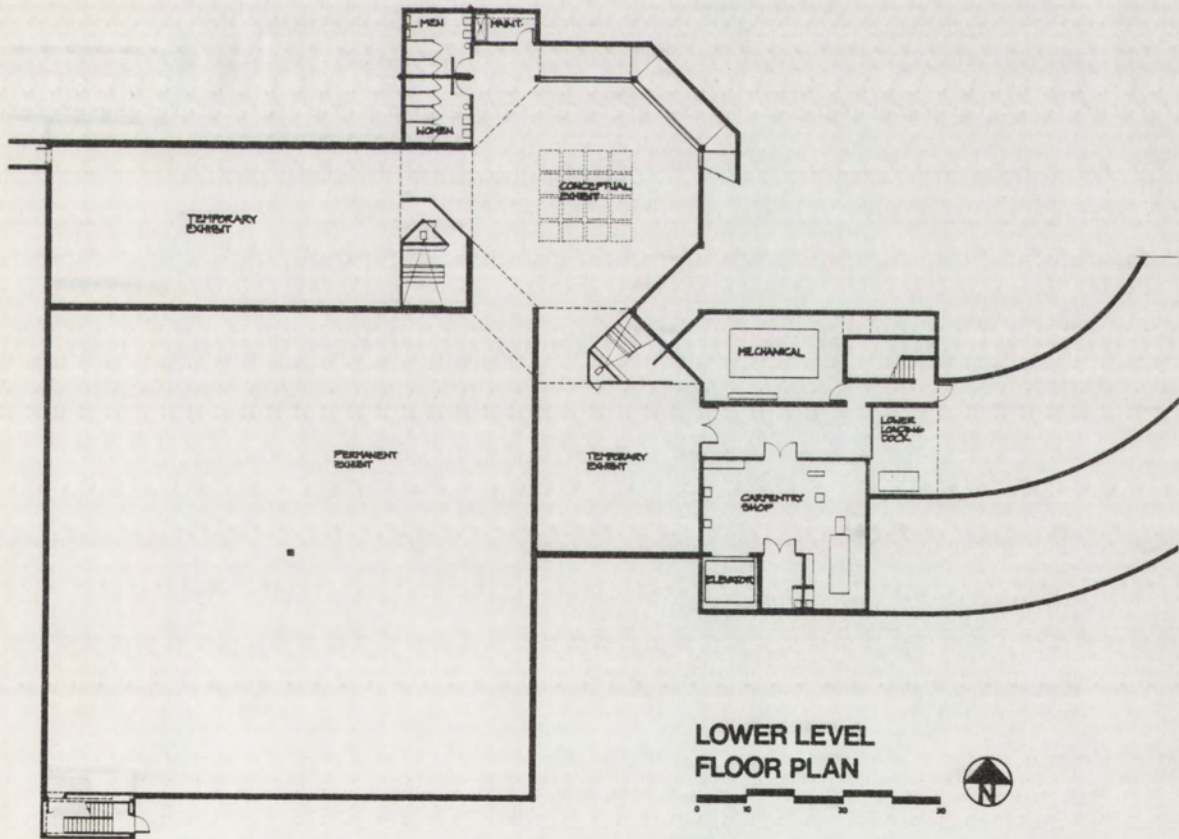 MEN
MAINT.
WOMEN
CONCEPTUAL
EXHIBIT
TEMPORARY
EXHIBIT
MECHANICAL
LOWER
LOADING
DOCK
PERMANENT
EXHIBIT
TEMPORARY
EXHIBIT
CARPENTRY
SHOP
ELEVATOR
LOWER LEVEL
FLOOR PLAN
0 10 20 30
N